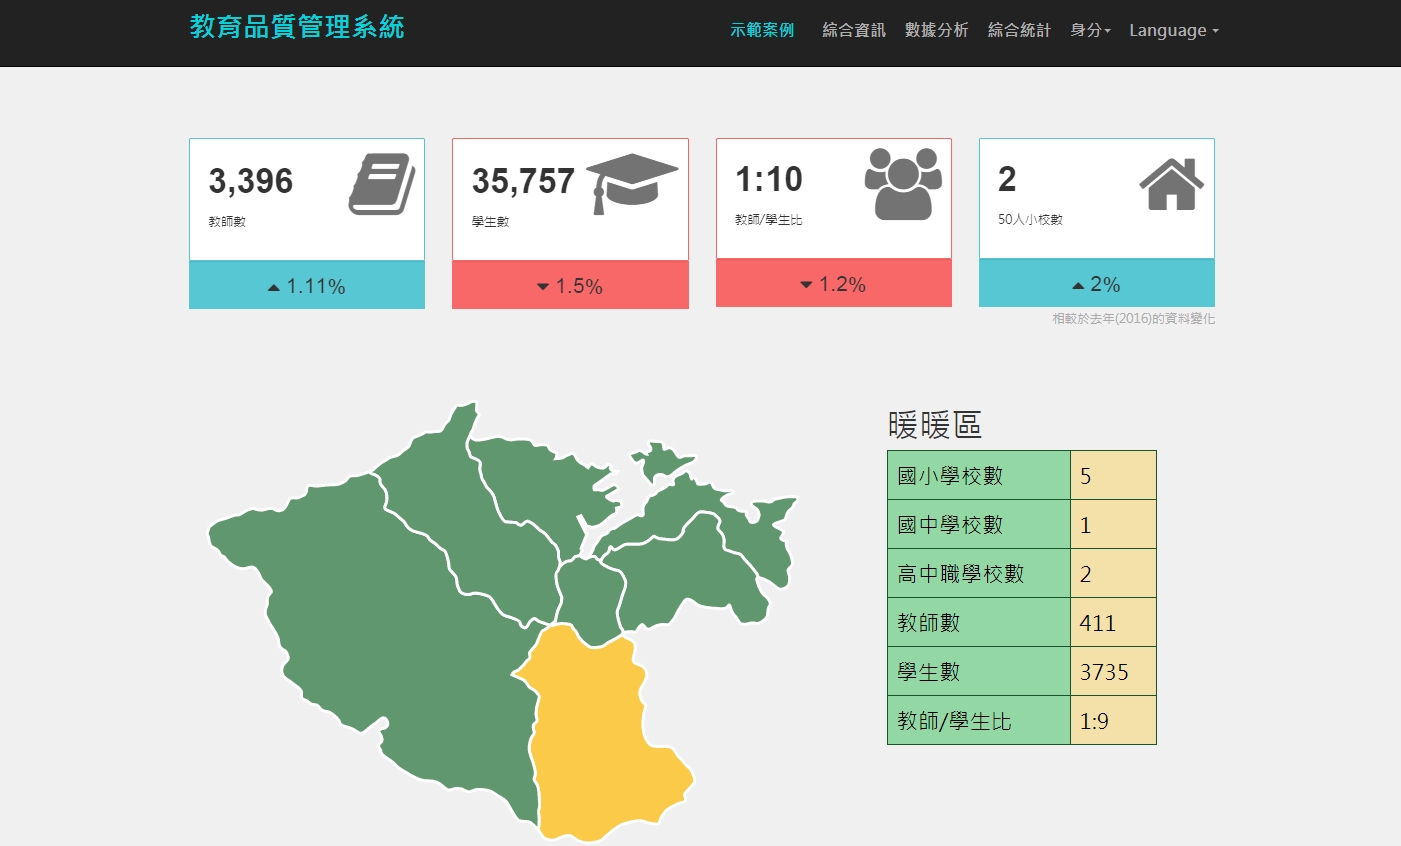 教育品質管理系統
示範案例 綜合資訊 數據分析 綜合統計 身分 Language
3,396
教師數
1.11%
35,757
學生數
1.5%
1:10
教師/學生比
1.2%
2
50人小校數
2%
相較於去年(2016)的資料變化
暖暖區
國小學校數 5
國中學校數 1
高中職學校數 2
教師數 411
學生數 3735
教師/學生比 1:9